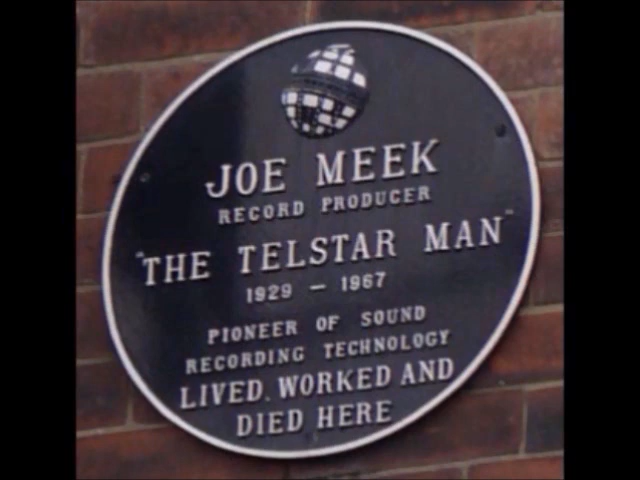 JOE MEEK
RECORD PRODUCER
"THE TELSTAR MAN"
1929 — 1967
PIONEER OF SOUND
RECORDING TECHNOLOGY
LIVED, WORKED AND
DIED HERE